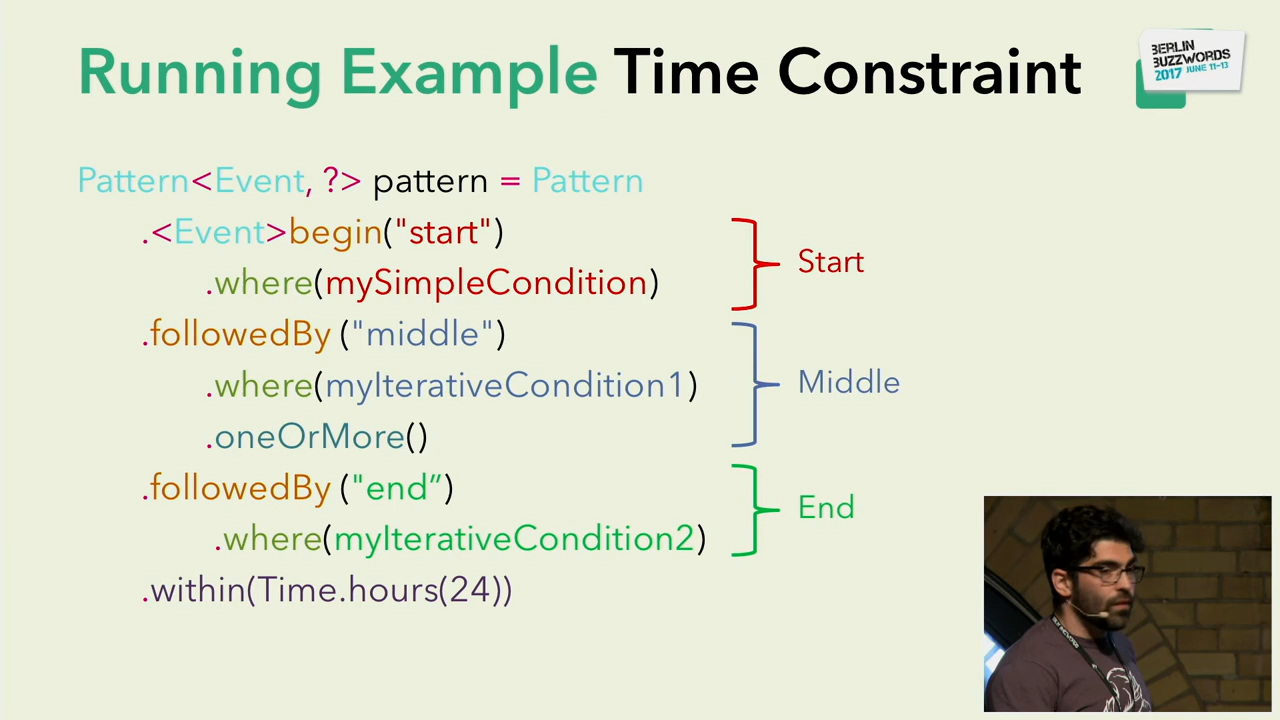 Running Example Time Constraint
BERLIN
BUZZWORDS
2017 JUNE 11-13
Pattern<Event, ?> pattern = Pattern
.<Event>begin("start")
.where(mySimpleCondition)
Start
.followedBy ("middle")
.where(myIterativeCondition1)
.oneOrMore()
Middle
.followedBy ("end”)
.where(myIterativeCondition2)
End
.within(Time.hours(24))